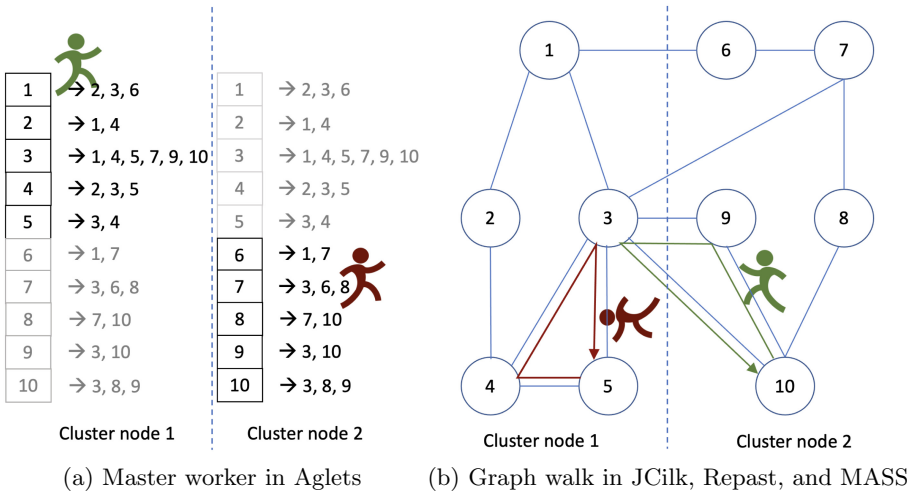 1 → 2, 3, 6
2 → 1, 4
3 → 1, 4, 5, 7, 9, 10
4 → 2, 3, 5
5 → 3, 4
6 → 1, 7
7 → 3, 6, 8
8 → 7, 10
9 → 3, 10
10 → 3, 8, 9
Cluster node 1
1 → 2, 3, 6
2 → 1, 4
3 → 1, 4, 5, 7, 9, 10
4 → 2, 3, 5
5 → 3, 4
6 → 1, 7
7 → 3, 6, 8
8 → 7, 10
9 → 3, 10
10 → 3, 8, 9
Cluster node 2
(a) Master worker in Aglets
1 6 7
2 3 9 8
4 5 10
Cluster node 1
Cluster node 2
(b) Graph walk in JCilk, Repast, and MASS